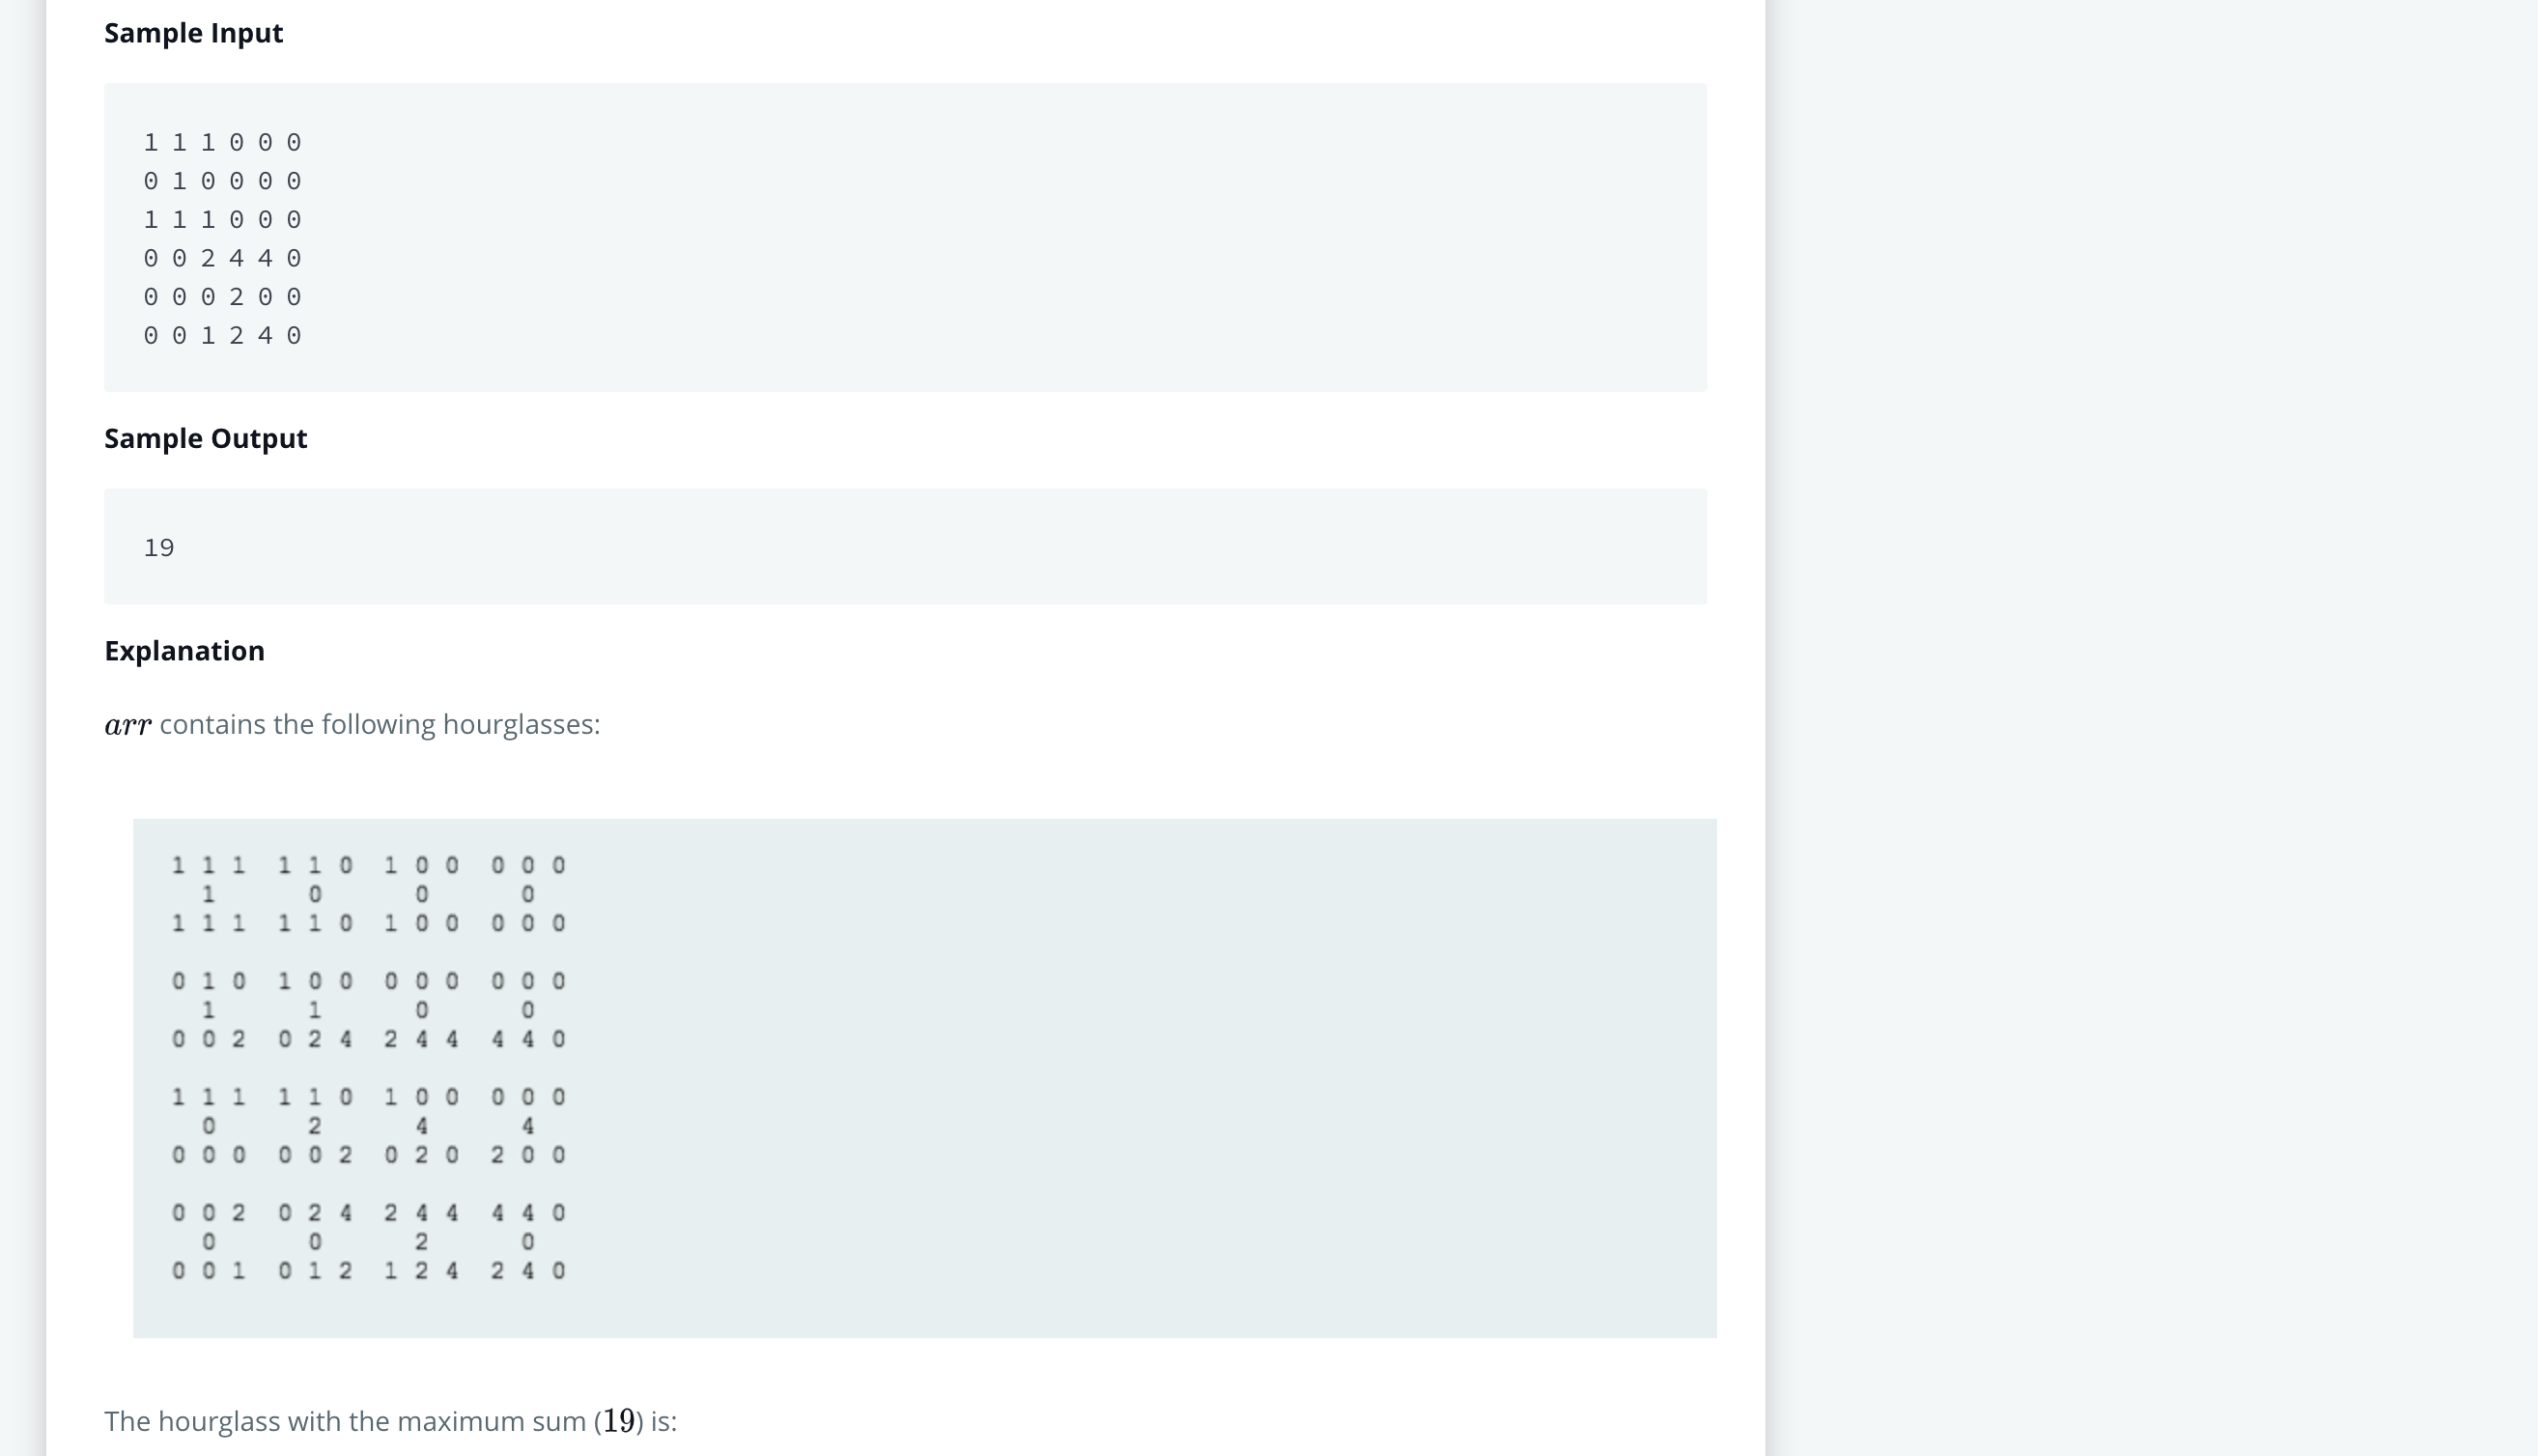 Sample Input
1 1 1 0 0 0
0 1 0 0 0 0
1 1 1 0 0 0
0 0 2 4 4 0
0 0 0 2 0 0
0 0 1 2 4 0
Sample Output
19
Explanation
arr contains the following hourglasses:
1 1 1 1 1 0 1 0 0 0 0 0
1 0 0 0
1 1 1 1 1 0 1 0 0 0 0 0
0 1 0 1 0 0 0 0 0 0 0 0
1 1 0 0
0 0 2 0 2 4 2 4 4 4 4 0
1 1 1 1 1 0 1 0 0 0 0 0
0 2 4 4
0 0 0 0 0 2 0 2 0 2 0 0
0 0 2 0 2 4 2 4 4 4 4 0
0 0 2 0
0 0 1 0 1 2 1 2 4 2 4 0
The hourglass with the maximum sum (19) is: